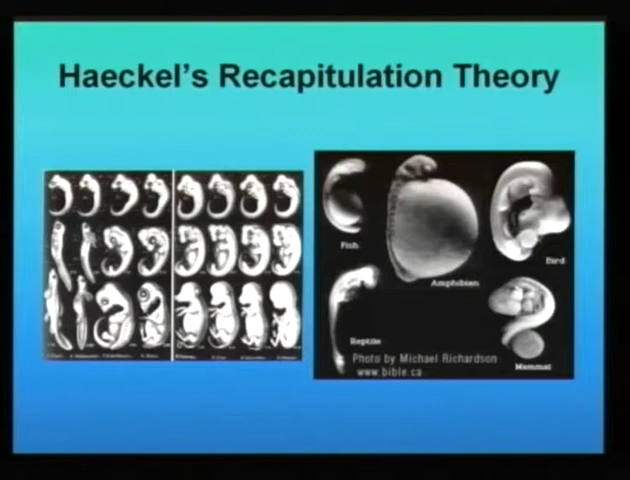 Haeckel's Recapitulation Theory
Fish
Bird
Amphibian
Reptile
Photo by Michael Richardson
www.bible.ca
Mammal